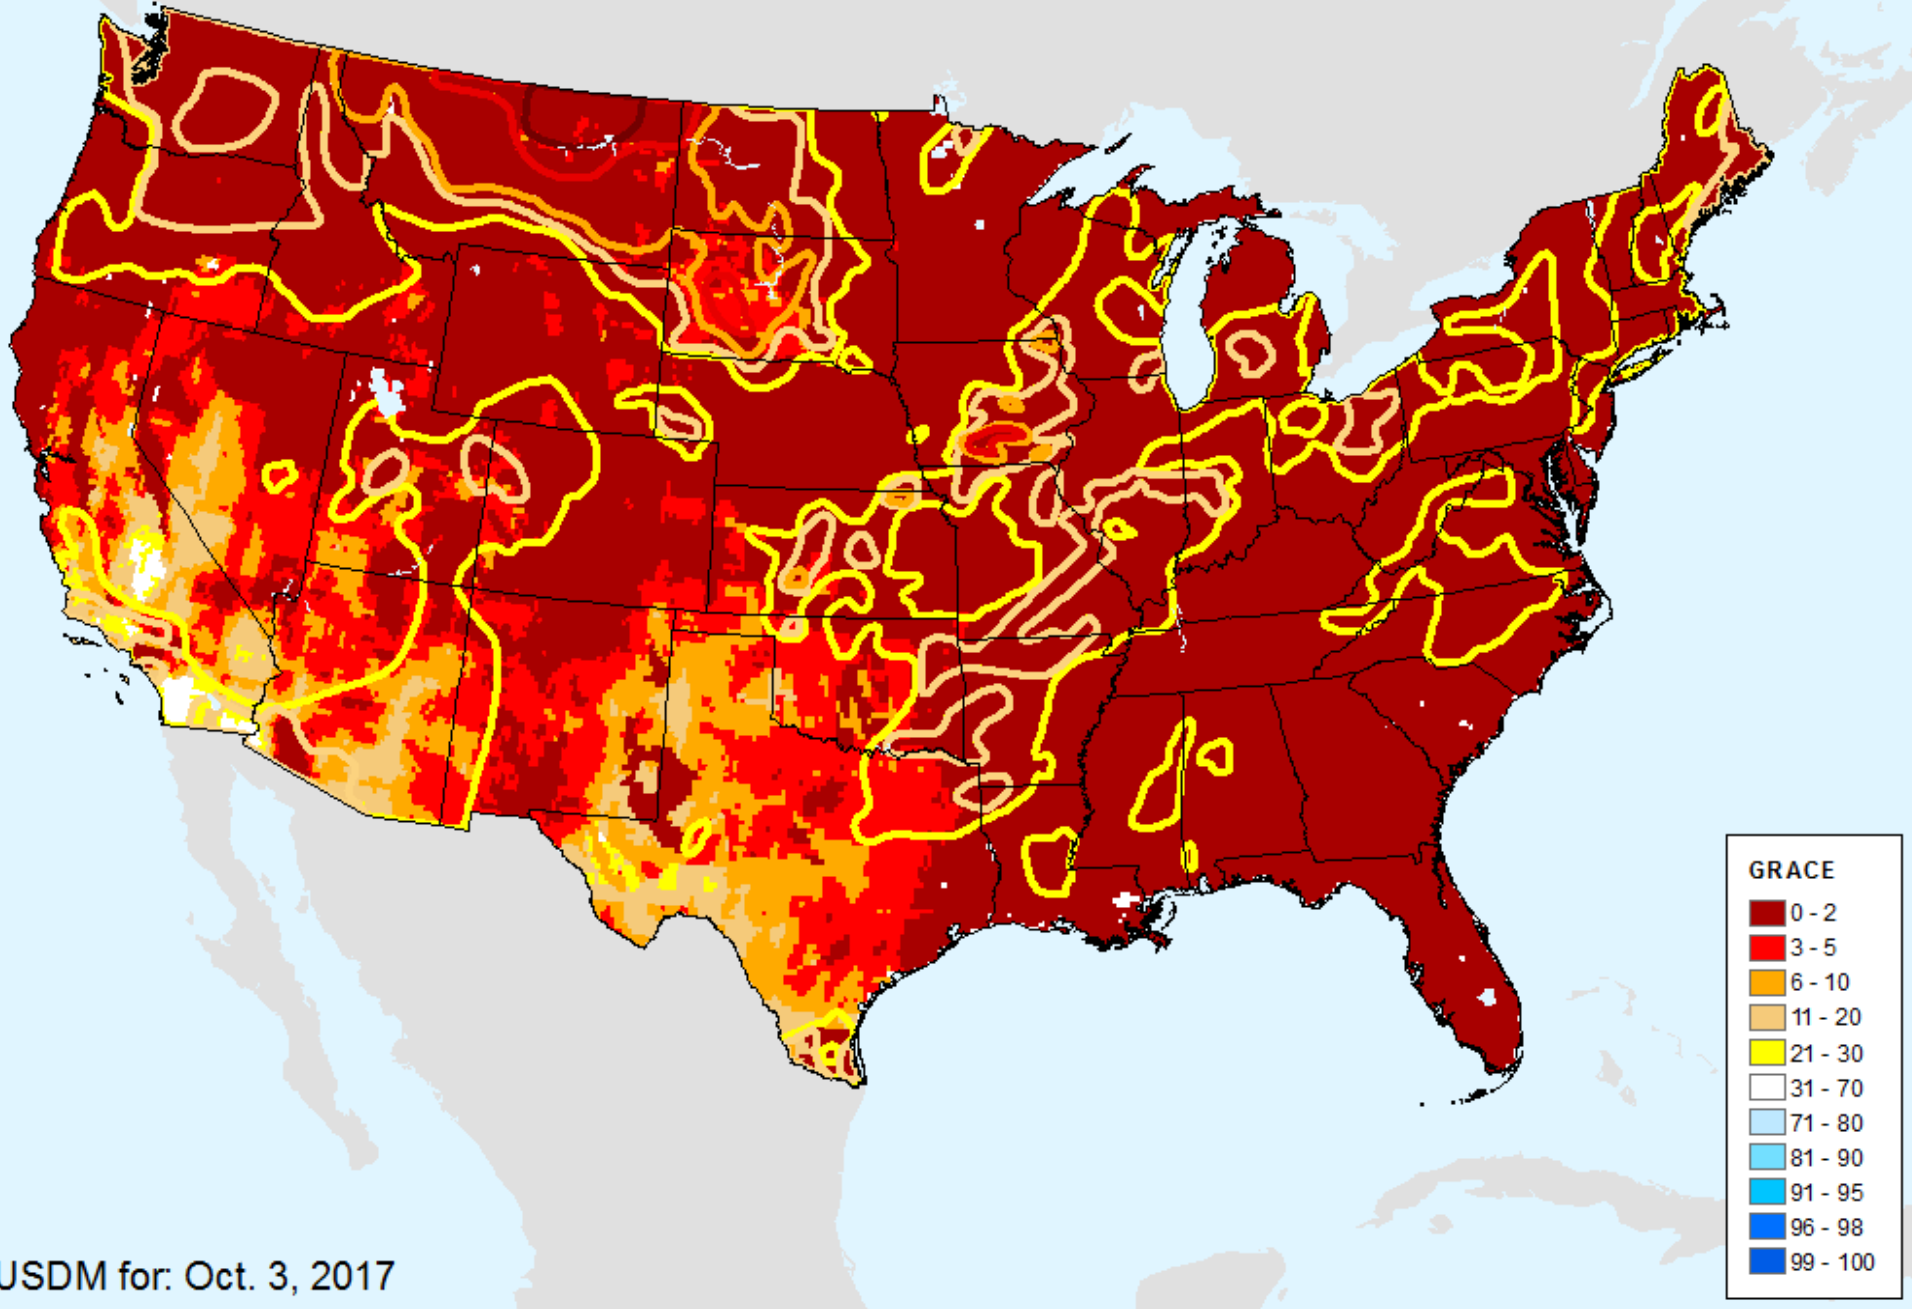 GRACE
0 - 2
3 - 5
6 - 10
11 - 20
21 - 30
31 - 70
71 - 80
81 - 90
91 - 95
96 - 98
99 - 100
USDM for: Oct. 3, 2017